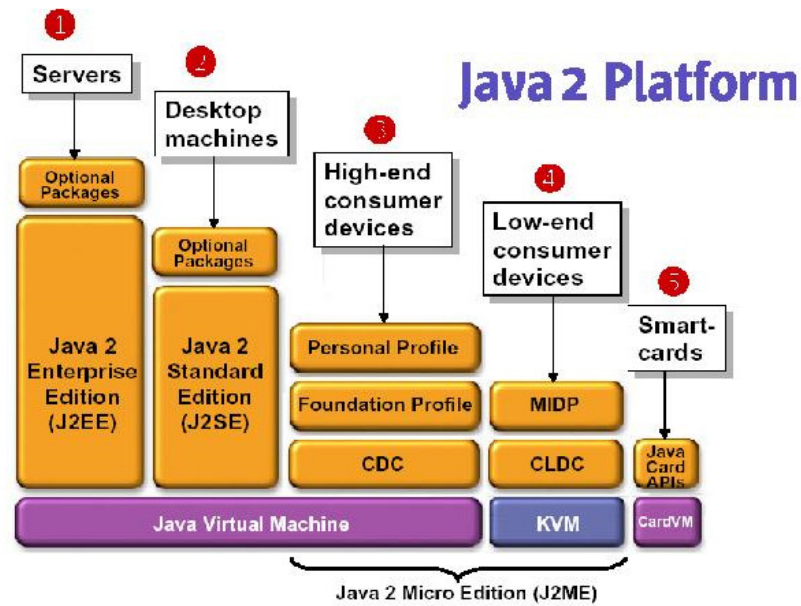 1
Servers
2
Desktop
machines
Java 2 Platform
3
High-end
consumer
devices
4
Low-end
consumer
devices
5
Smart-
cards
Optional
Packages
Java 2
Enterprise
Edition
(J2EE)
Optional
Packages
Java 2
Standard
Edition
(J2SE)
Personal Profile
Foundation Profile
CDC
MIDP
CLDC
Java
Card
APIs
Java Virtual Machine
KVM
CardVM
Java 2 Micro Edition (J2ME)